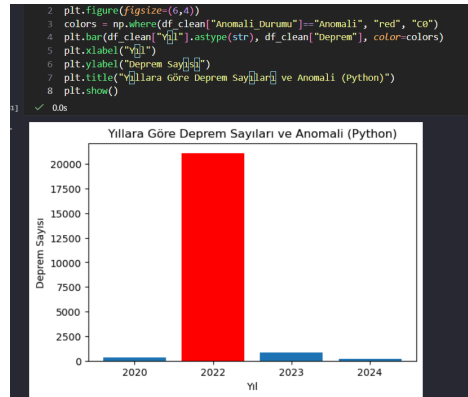 2 plt.figure(figsize=(6,4))
3 colors = np.where(df_clean["Anomali_Durumu"]=="Anomali", "red", "C0")
4 plt.bar(df_clean["Yıl"].astype(str), df_clean["Deprem"], color=colors)
5 plt.xlabel("Yıl")
6 plt.ylabel("Deprem Sayısı")
7 plt.title("Yıllara Göre Deprem Sayıları ve Anomali (Python)")
8 plt.show()
✓ 0.0s
Yıllara Göre Deprem Sayıları ve Anomali (Python)
20000
17500
15000
12500
10000
7500
5000
2500
0
Deprem Sayısı
2020 2022 2023 2024
Yıl